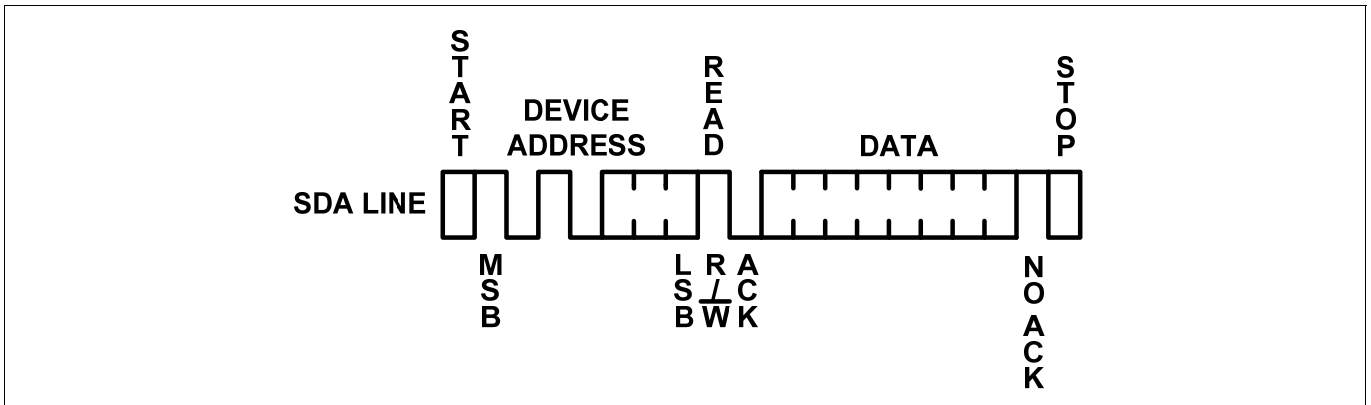 START
DEVICE
ADDRESS
READ
DATA
STOP
SDA LINE
MSB
LSB
R/W
ACK
NO ACK